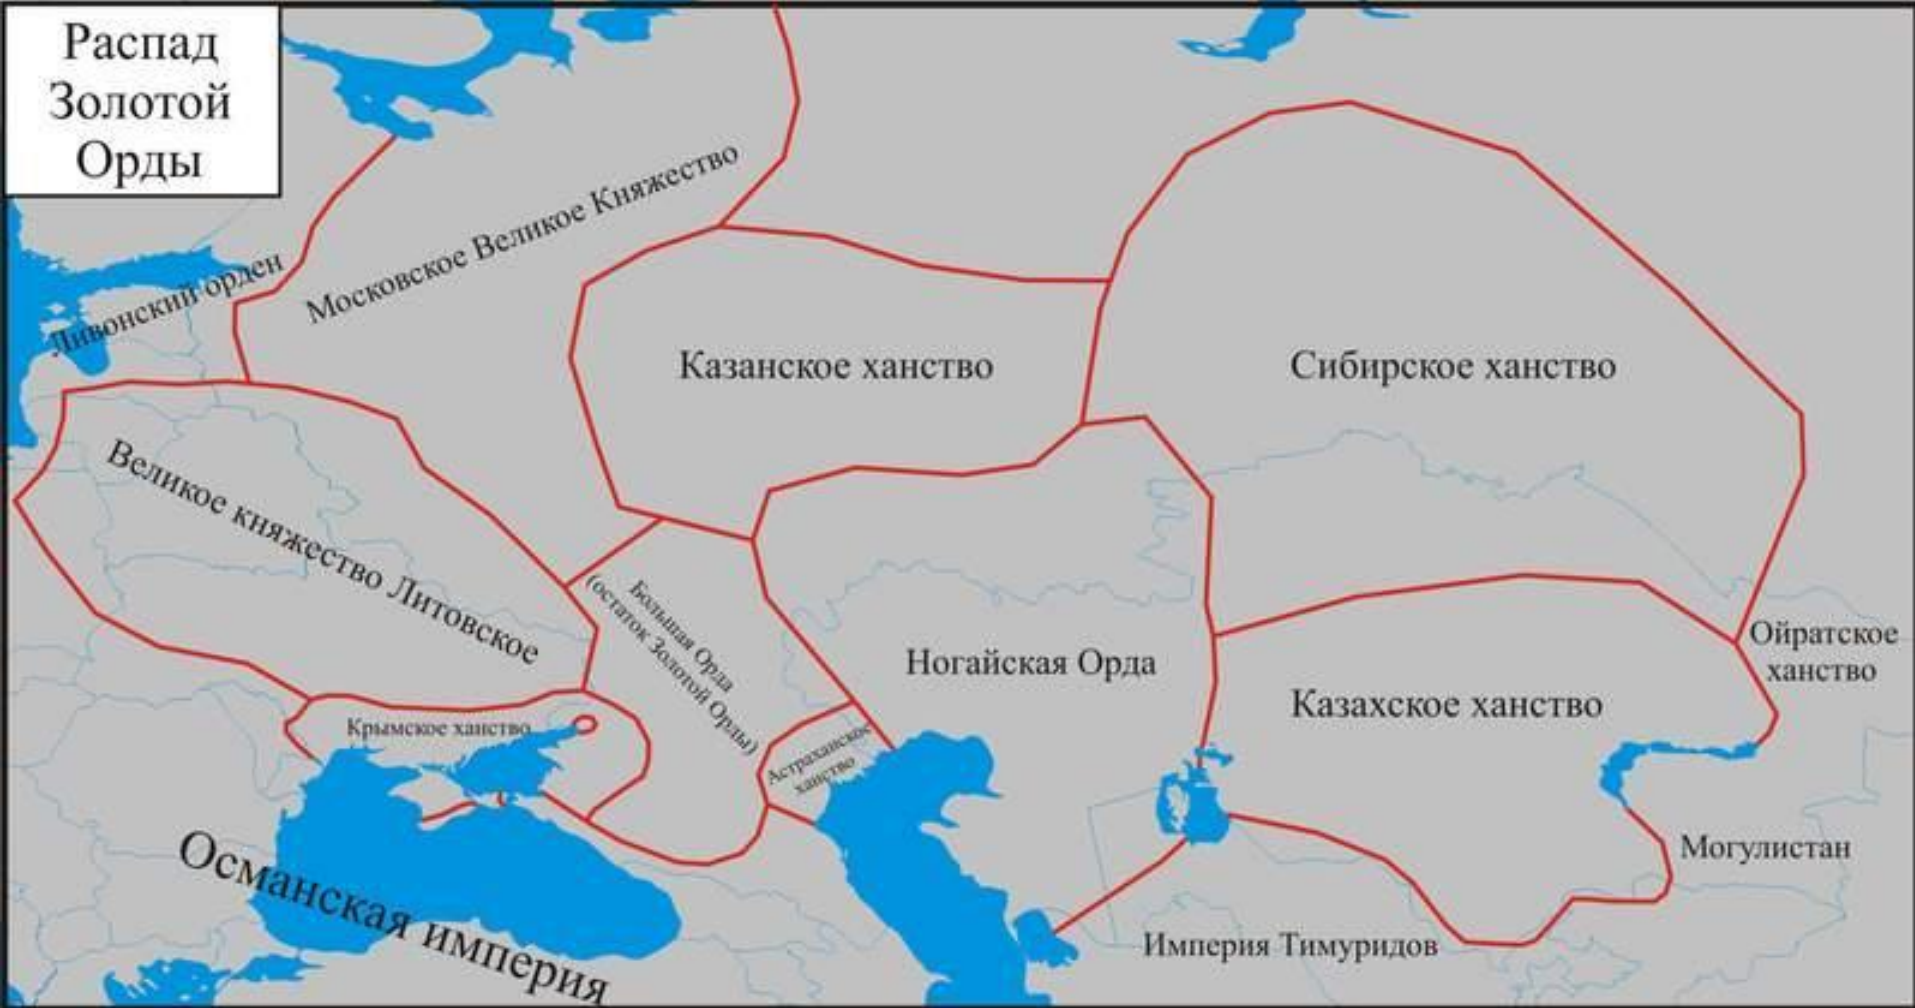 Распад
Золотой
Орды
Московское Великое Княжество
Ливонский орден
Казанское ханство
Сибирское ханство
Великое княжество Литовское
Большая Орда
(остаток Золотой Орды)
Ногайская Орда
Ойратское
ханство
Казахское ханство
Крымское ханство
Астраханское
ханство
Могулистан
Османская империя
Империя Тимуридов